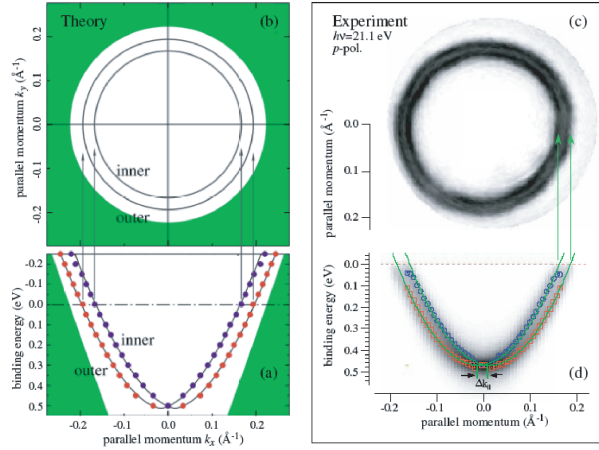 Theory
(b)
parallel momentum ky (Å-1)
0.2
0.1
0.0
-0.1
-0.2
inner
outer
binding energy (eV)
-0.2
-0.1
0.0
0.1
0.2
0.3
0.4
0.5
inner
outer
(a)
-0.2
-0.1
0.0
0.1
0.2
parallel momentum kx (Å-1)
Experiment
hν=21.1 eV
p-pol.
(c)
parallel momentum (Å-1)
0.0
0.1
0.2
binding energy (eV)
0.0
0.1
0.2
0.3
0.4
0.5
Δk||
(d)
-0.2
-0.1
0.0
0.1
0.2
parallel momentum (Å-1)